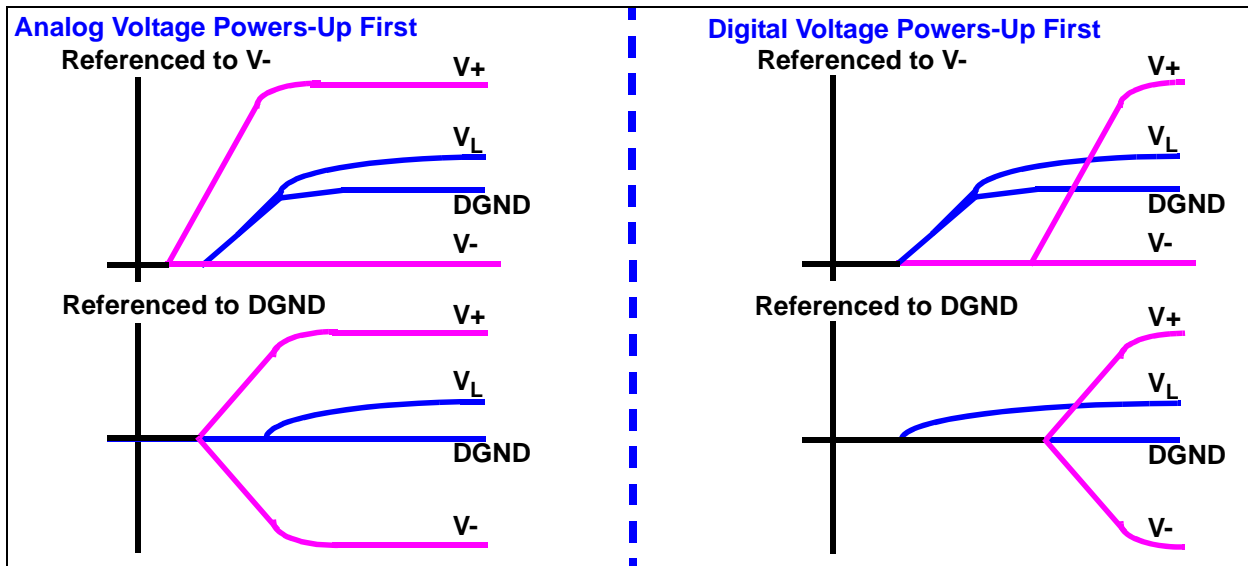 Analog Voltage Powers-Up First
Referenced to V-
V+
VL
DGND
V-
Referenced to DGND
V+
VL
DGND
V-
Digital Voltage Powers-Up First
Referenced to V-
V+
VL
DGND
V-
Referenced to DGND
V+
VL
DGND
V-